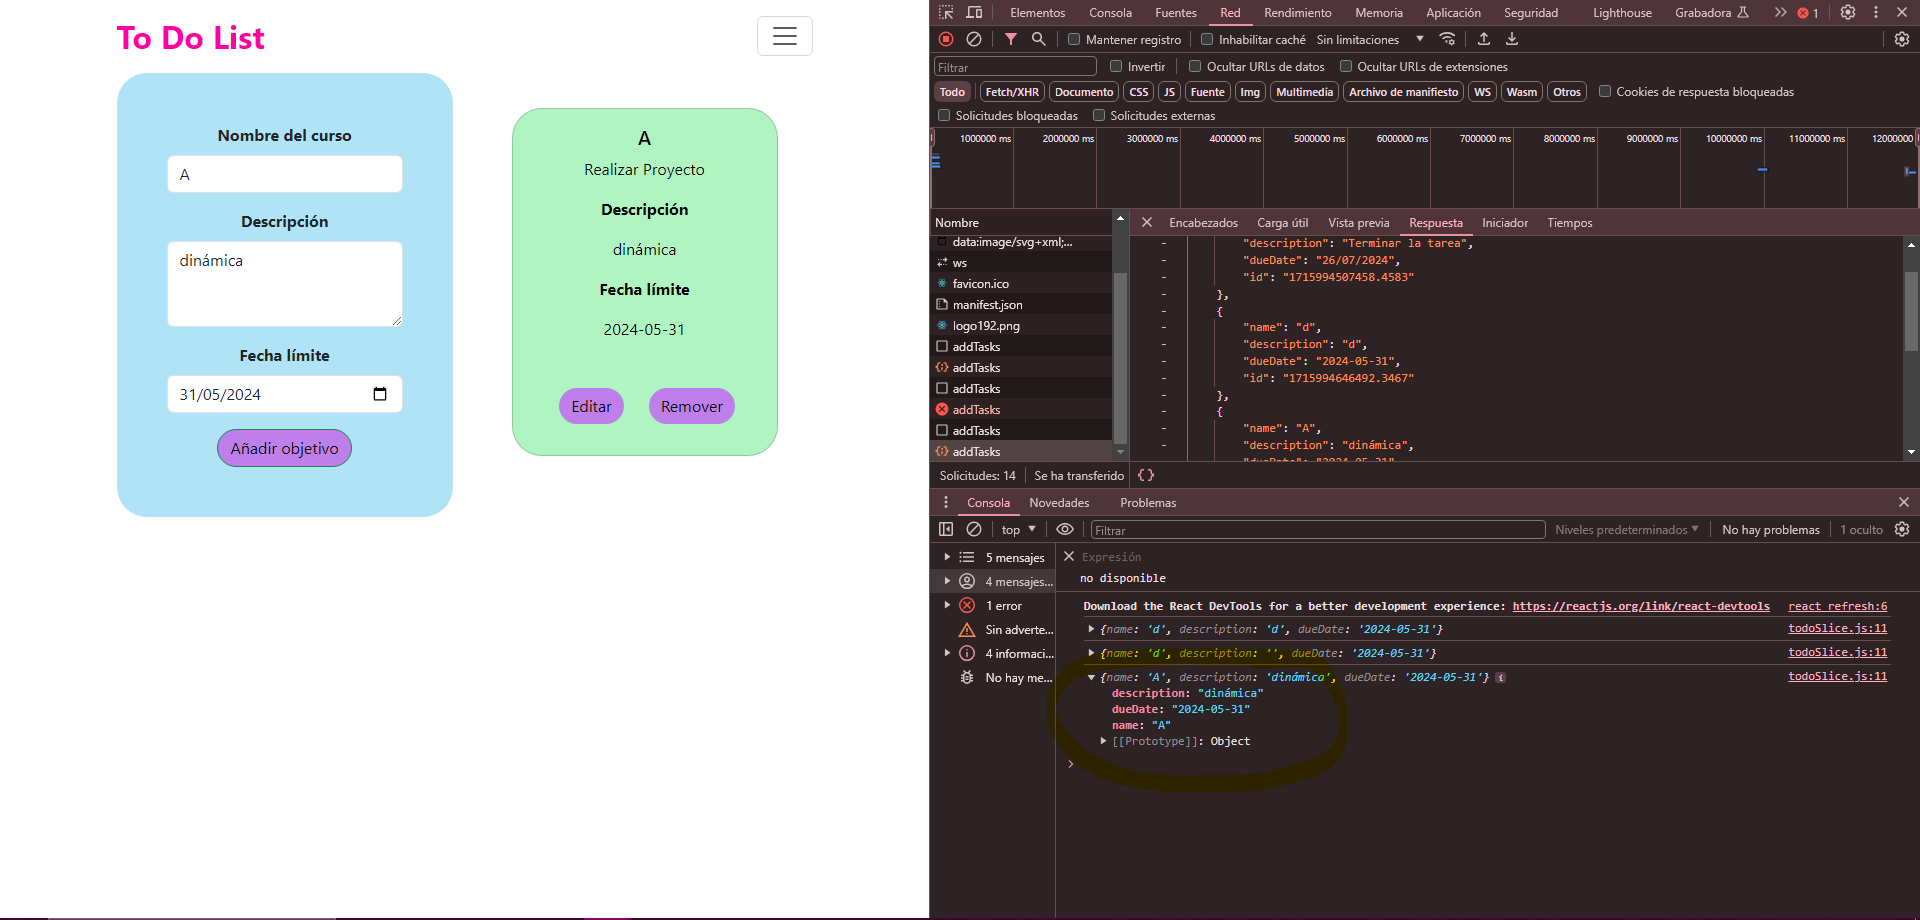 To Do List
Nombre del curso
A
Descripción
dinámica
Fecha límite
31/05/2024
Añadir objetivo
A
Realizar Proyecto
Descripción
dinámica
Fecha límite
2024-05-31
Editar Remover
Elementos Consola Fuentes Red Rendimiento Memoria Aplicación Seguridad Lighthouse Grabadora 1
Mantener registro Inhabilitar caché Sin limitaciones
Filtrar Invertir Ocultar URLs de datos Ocultar URLs de extensiones
Todo Fetch/XHR Documento CSS JS Fuente Img Multimedia Archivo de manifiesto WS Wasm Otros Cookies de respuesta bloqueadas
Solicitudes bloqueadas Solicitudes externas
1000000 ms 2000000 ms 3000000 ms 4000000 ms 5000000 ms 6000000 ms 7000000 ms 8000000 ms 9000000 ms 10000000 ms 11000000 ms 12000000
Nombre
data:image/svg+xml;...
ws
favicon.ico
manifest.json
logo192.png
addTasks
addTasks
addTasks
addTasks
addTasks
addTasks
Solicitudes: 14 Se ha transferido
Encabezados Carga útil Vista previa Respuesta Iniciador Tiempos
- "description": "Terminar la tarea",
- "dueDate": "26/07/2024",
- "id": "1715994507458.4583"
- },
- {
- "name": "d",
- "description": "d",
- "dueDate": "2024-05-31",
- "id": "1715994646492.3467"
- },
- {
- "name": "A",
- "description": "dinámica",
- "dueDate": "2024-05-31",
{}
Consola Novedades Problemas
top Filtrar Niveles predeterminados No hay problemas 1 oculto
5 mensajes
4 mensajes...
1 error
Sin adverte...
4 informaci...
No hay me...
Expresión
no disponible
Download the React DevTools for a better development experience: https://reactjs.org/link/react-devtools react refresh:6
{name: 'd', description: 'd', dueDate: '2024-05-31'} todoSlice.js:11
{name: 'd', description: '', dueDate: '2024-05-31'} todoSlice.js:11
{name: 'A', description: 'dinámica', dueDate: '2024-05-31'} i todoSlice.js:11
description: "dinámica"
dueDate: "2024-05-31"
name: "A"
[[Prototype]]: Object